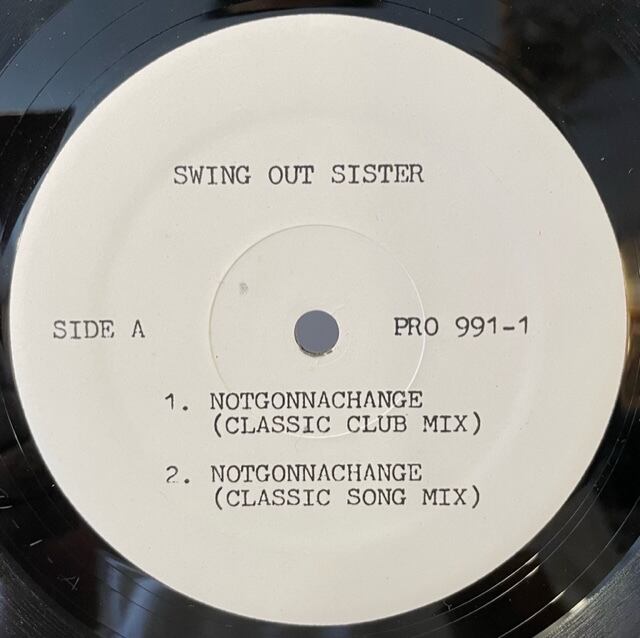 SWING OUT SISTER
SIDE A
PRO 991-1
1. NOTGONNACHANGE
(CLASSIC CLUB MIX)
2. NOTGONNACHANGE
(CLASSIC SONG MIX)